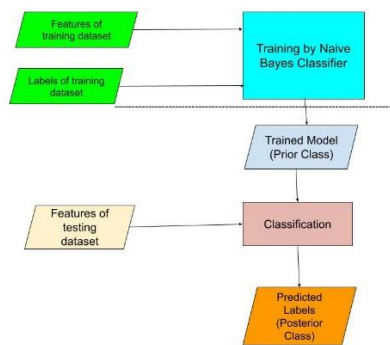 Features of
training dataset
Training by Naive
Bayes Classifier
Labels of training
dataset
Trained Model
(Prior Class)
Features of
testing
dataset
Classification
Predicted
Labels
(Posterior
Class)